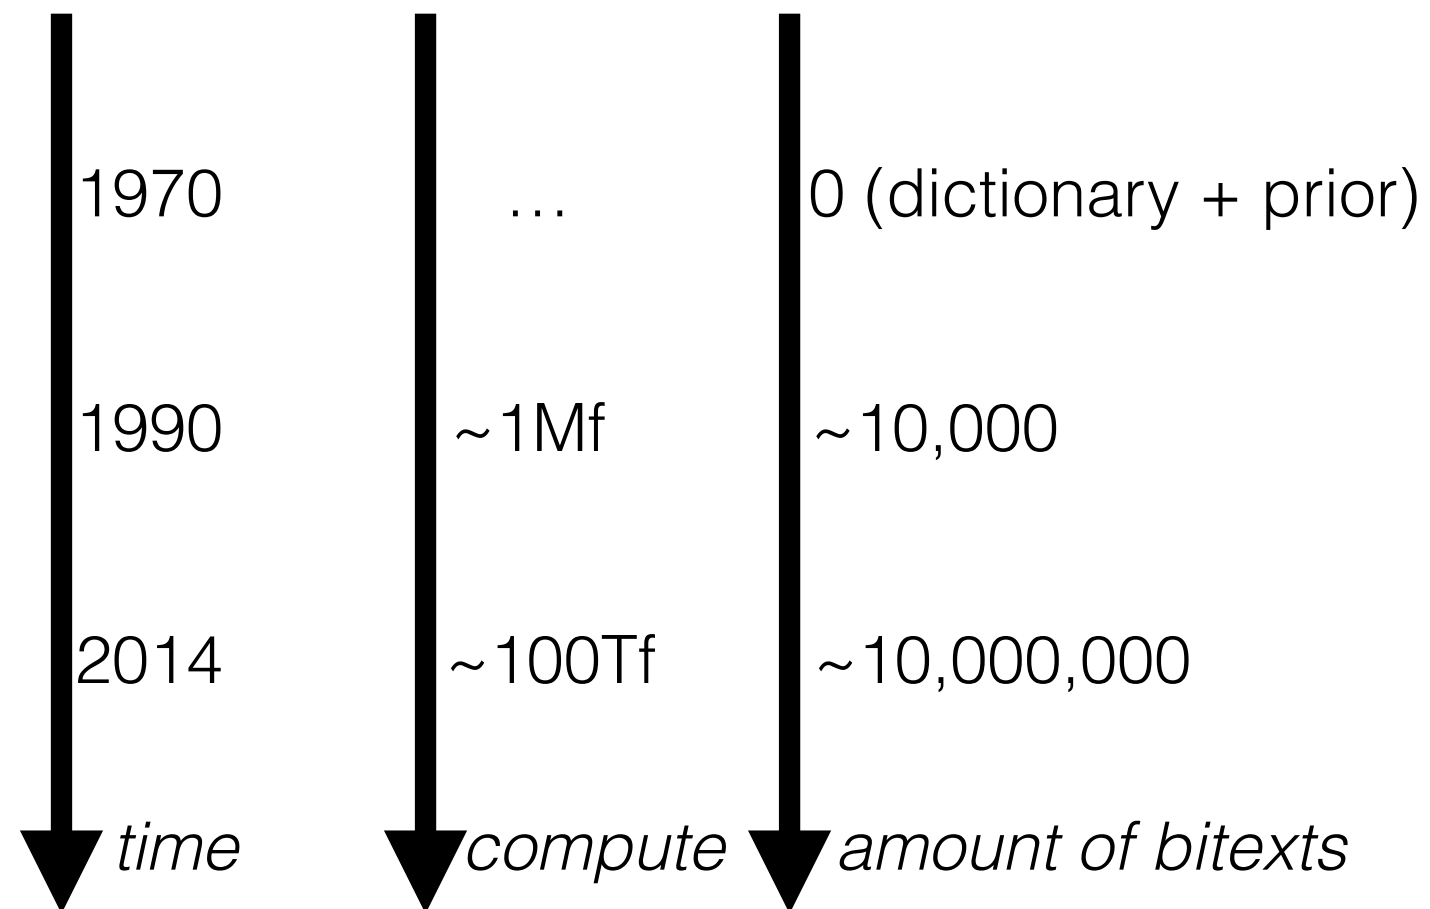 1970 … 0 (dictionary + prior)
1990 ~1Mf ~10,000
2014 ~100Tf ~10,000,000
time compute amount of bitexts